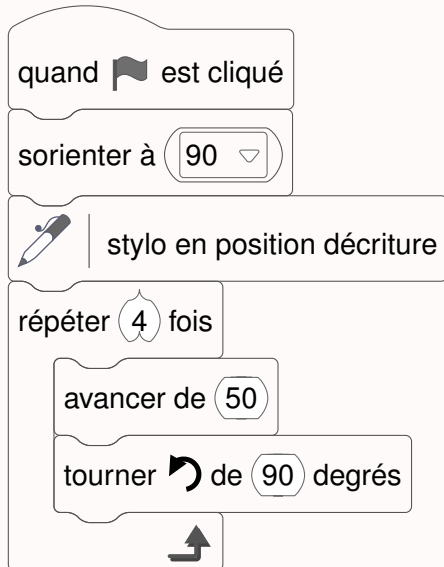 quand est cliqué
sorienter à 90
stylo en position décriture
répéter 4 fois
avancer de 50
tourner de 90 degrés